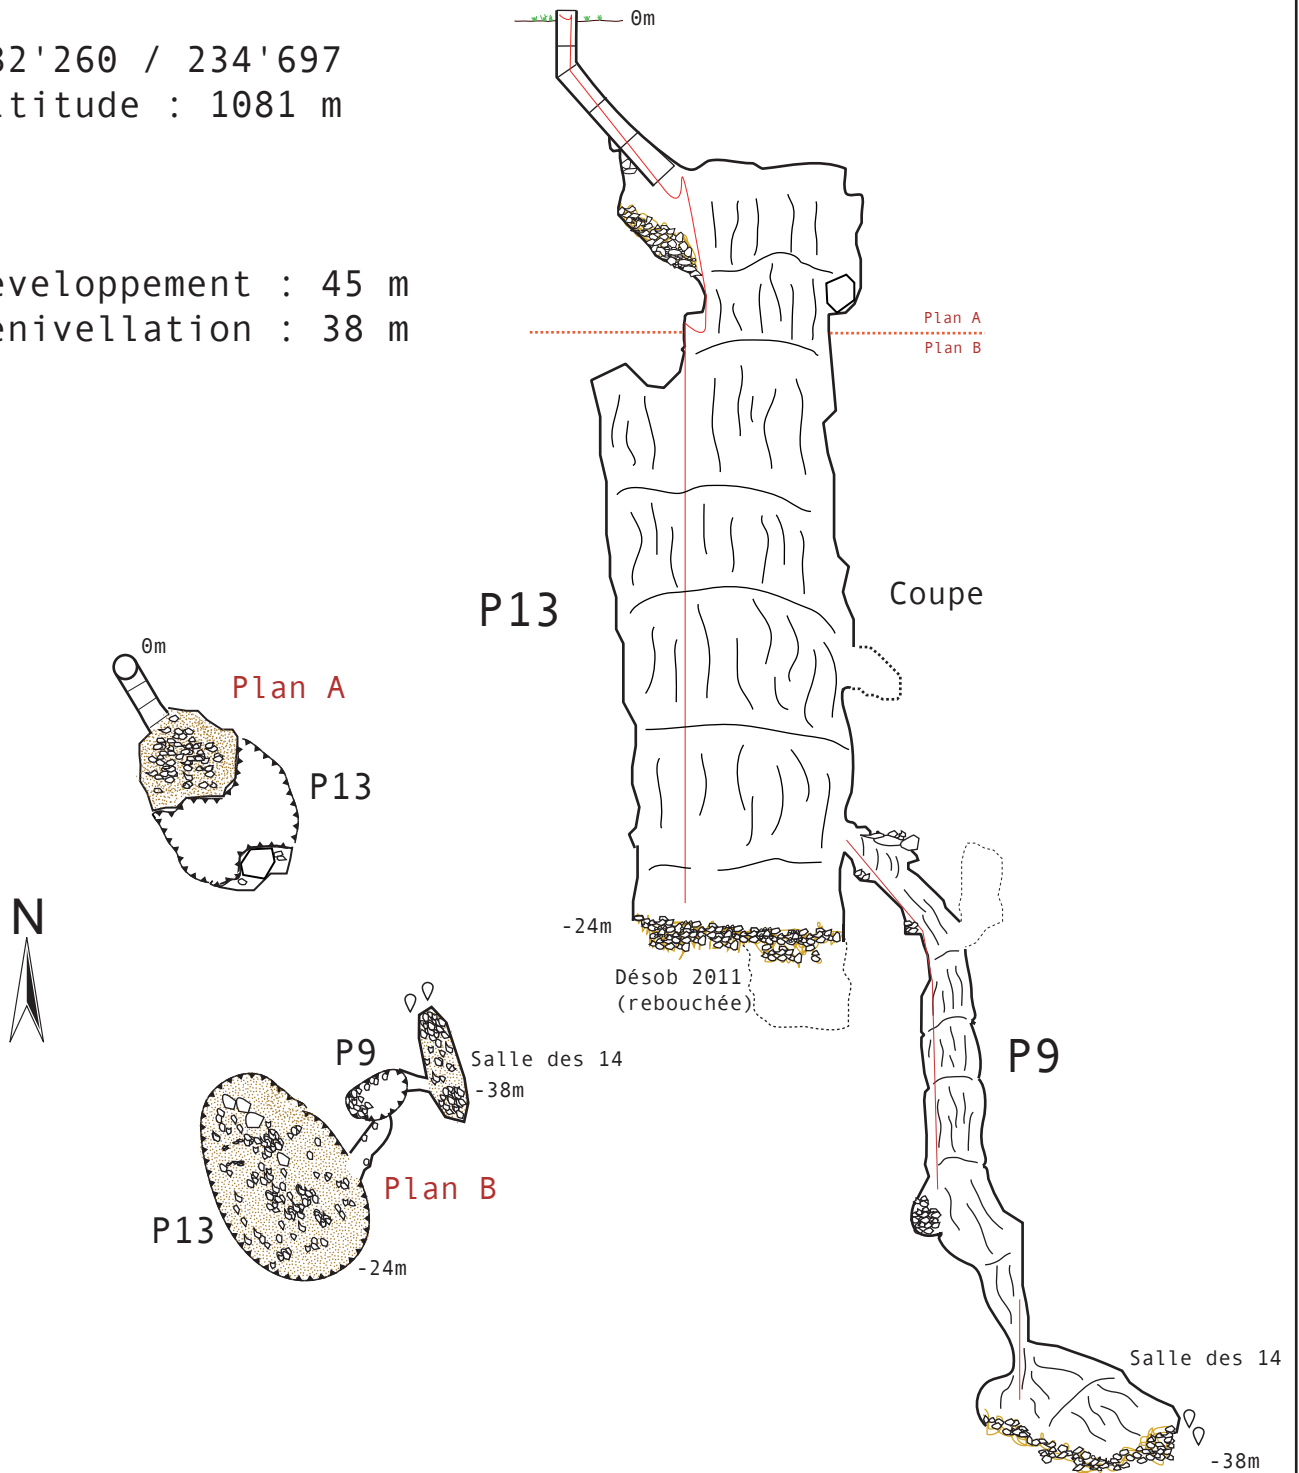 32'260 / 234'697
ltitude : 1081 m
eveloppement : 45 m
enivellation : 38 m
0m
Plan A
Plan B
P13
Coupe
0m
Plan A
P13
N
-24m
Désob 2011
(rebouchée)
P9
Salle des 14
-38m
P9
Plan B
P13
-24m
Salle des 14
-38m